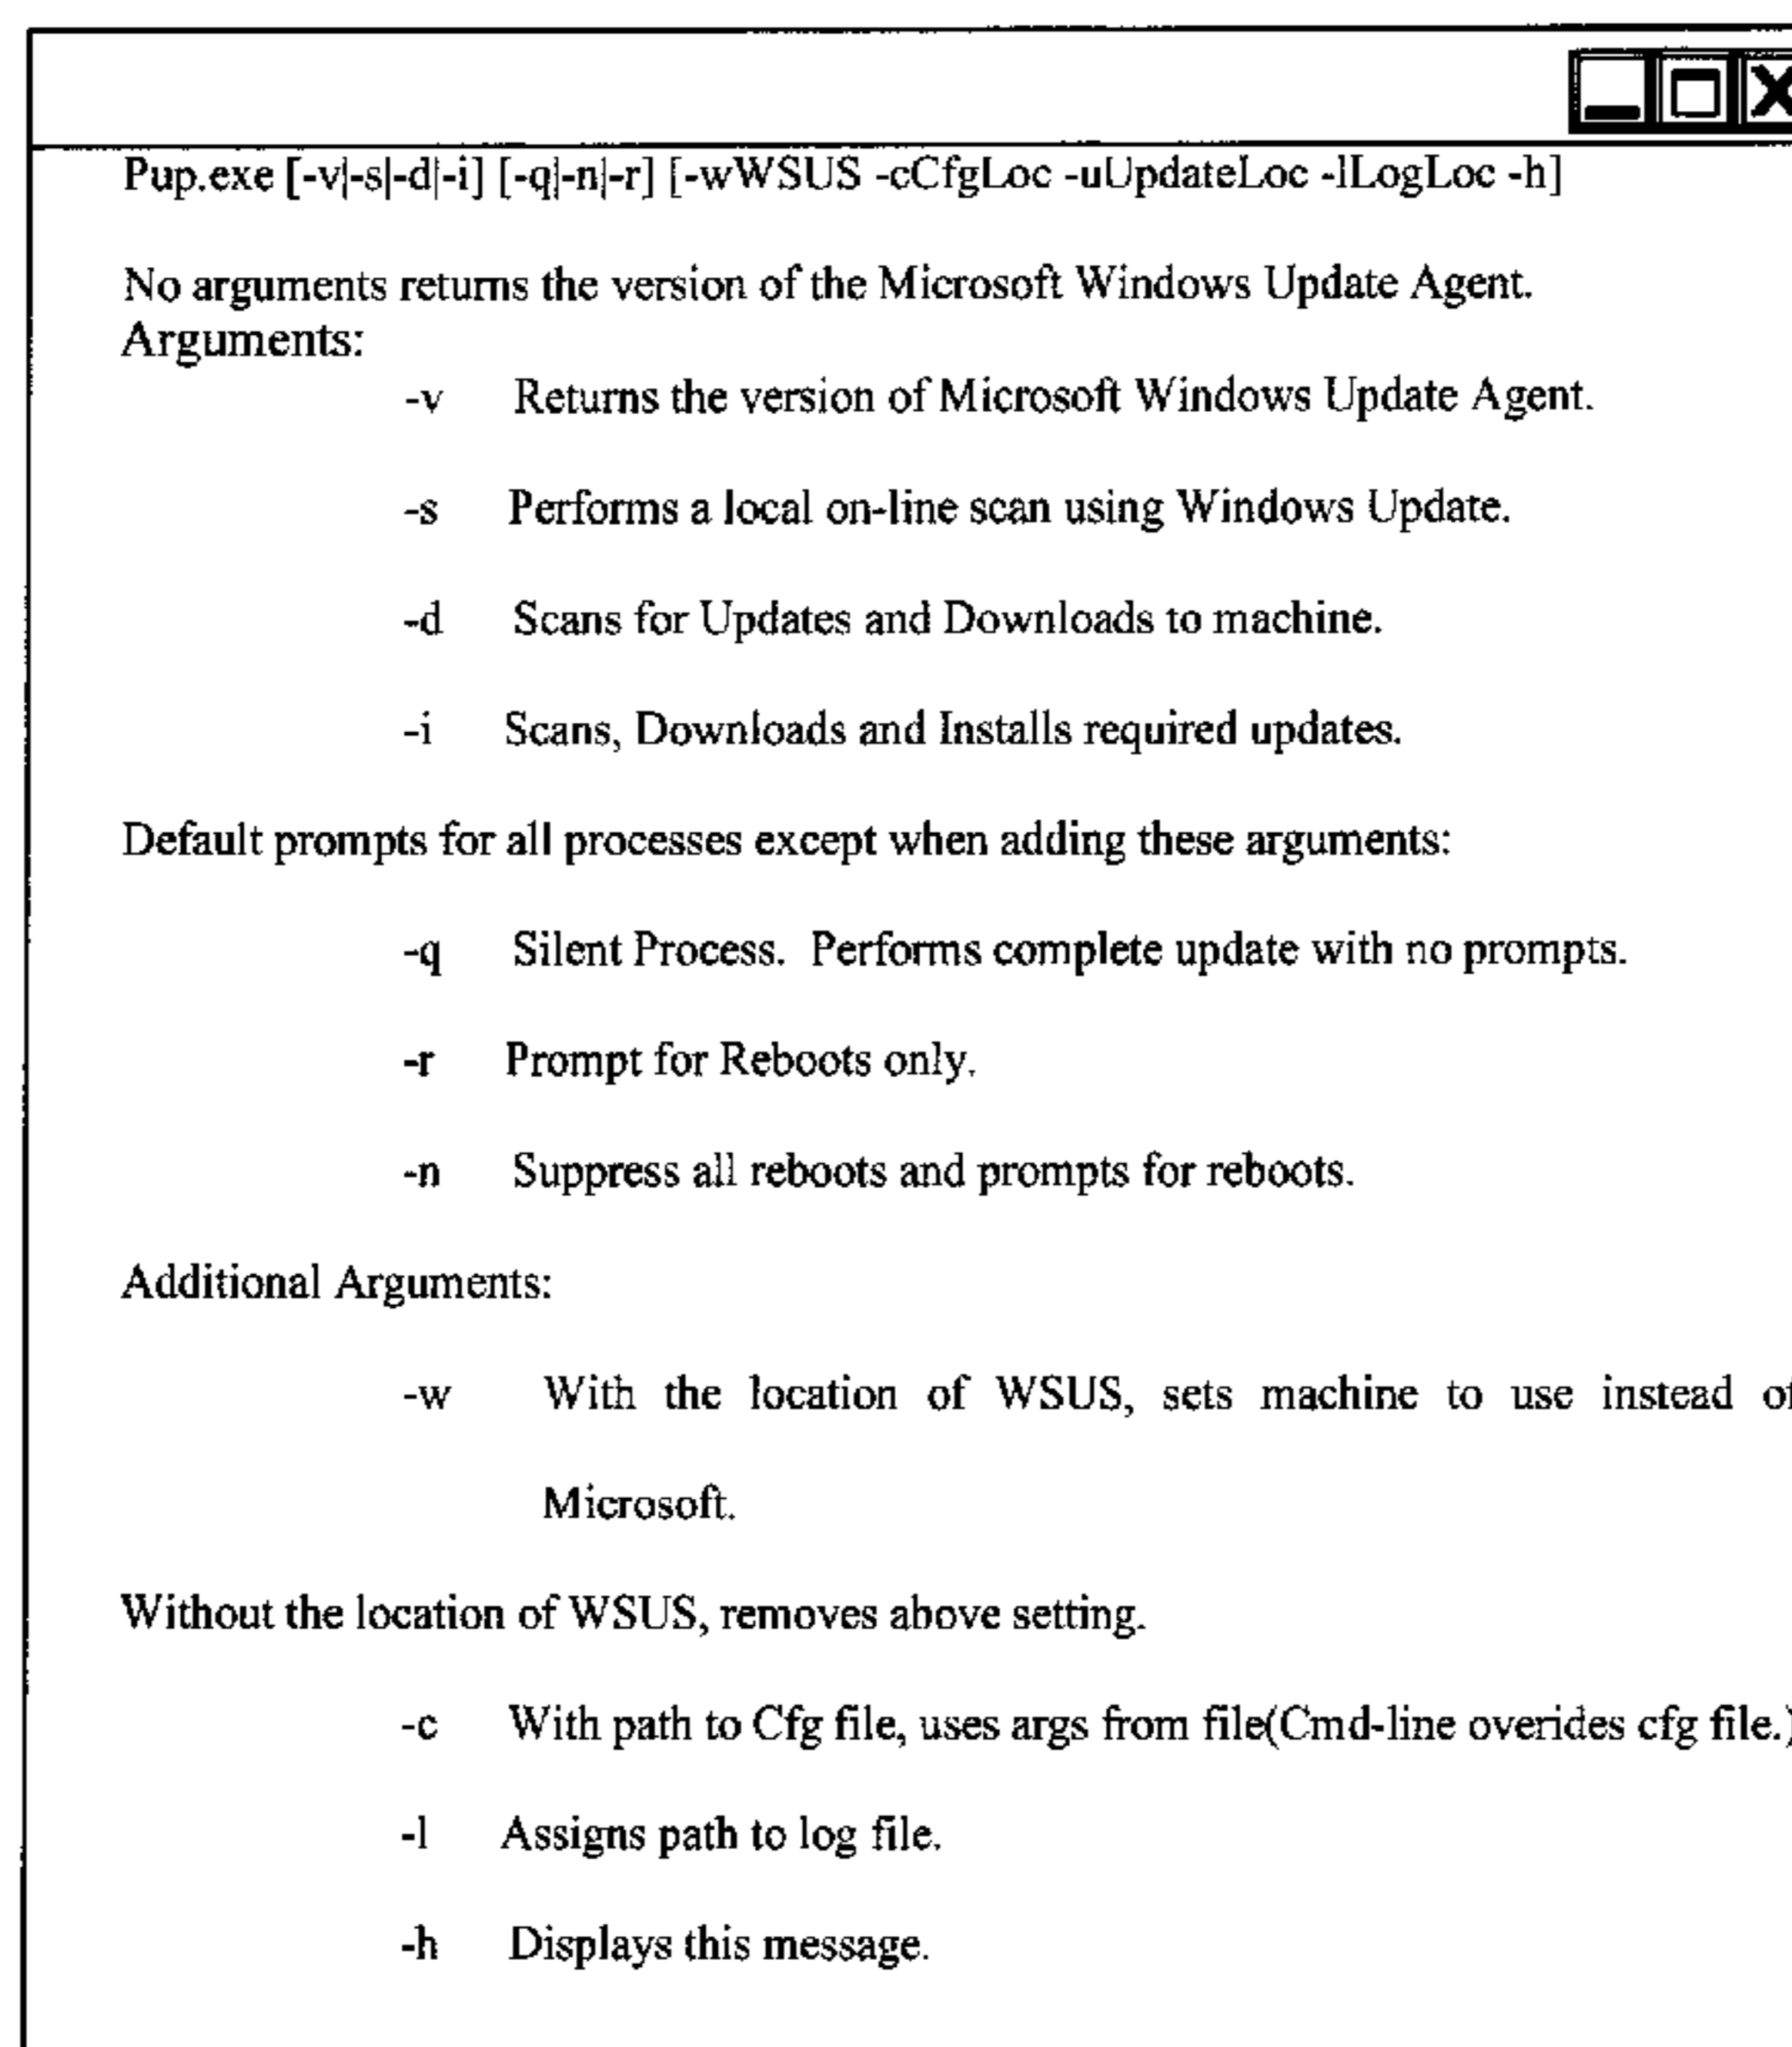 Pup.exe [-v|-s|-d|-i] [-q|-n|-r] [-wWSUS -cCfgLoc -uUpdateLoc -lLogLoc -h]
No arguments returns the version of the Microsoft Windows Update Agent.
Arguments:
-v Returns the version of Microsoft Windows Update Agent.
-s Performs a local on-line scan using Windows Update.
-d Scans for Updates and Downloads to machine.
-i Scans, Downloads and Installs required updates.
Default prompts for all processes except when adding these arguments:
-q Silent Process. Performs complete update with no prompts.
-r Prompt for Reboots only.
-n Suppress all reboots and prompts for reboots.
Additional Arguments:
-w With the location of WSUS, sets machine to use instead of
Microsoft.
Without the location of WSUS, removes above setting.
-c With path to Cfg file, uses args from file(Cmd-line overides cfg file.)
-l Assigns path to log file.
-h Displays this message.